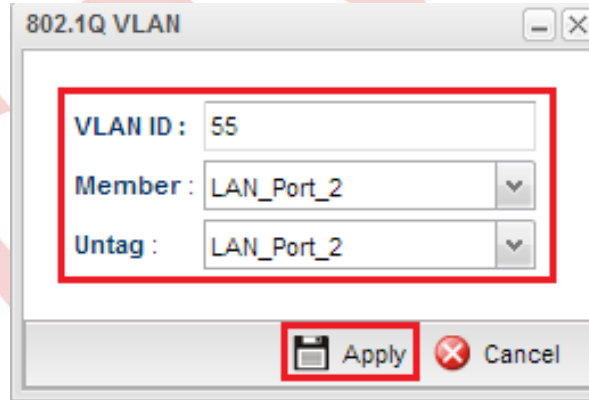 802.1Q VLAN
VLAN ID : 55
Member : LAN_Port_2
Untag : LAN_Port_2
Apply Cancel